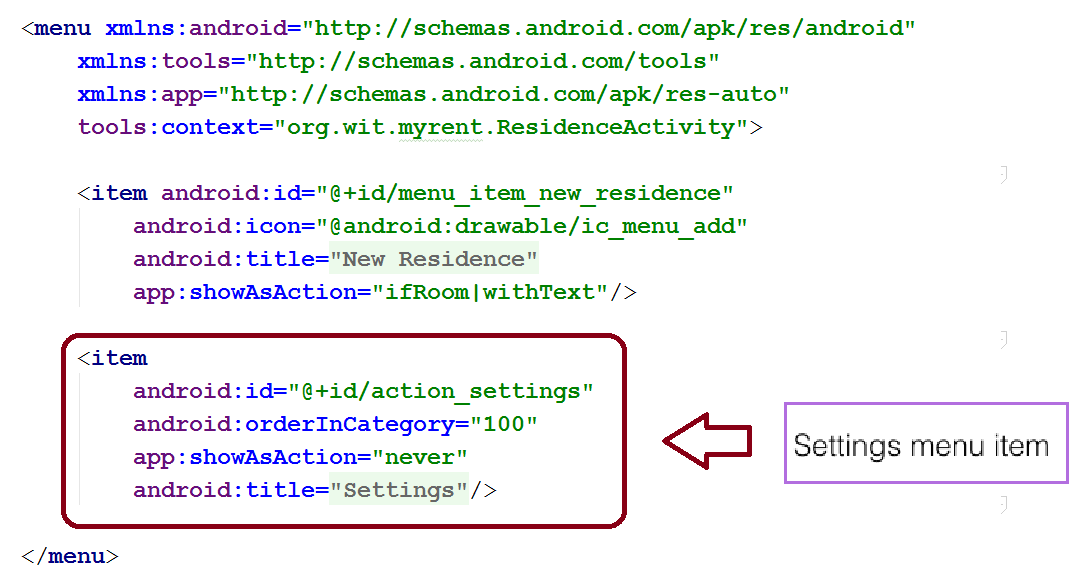 <menu xmlns:android="http://schemas.android.com/apk/res/android"
xmlns:tools="http://schemas.android.com/tools"
xmlns:app="http://schemas.android.com/apk/res-auto"
tools:context="org.wit.myrent.ResidenceActivity">
<item android:id="@+id/menu_item_new_residence"
android:icon="@android:drawable/ic_menu_add"
android:title="New Residence"
app:showAsAction="ifRoom|withText"/>
<item
android:id="@+id/action_settings"
android:orderInCategory="100"
app:showAsAction="never"
android:title="Settings"/>
Settings menu item
</menu>